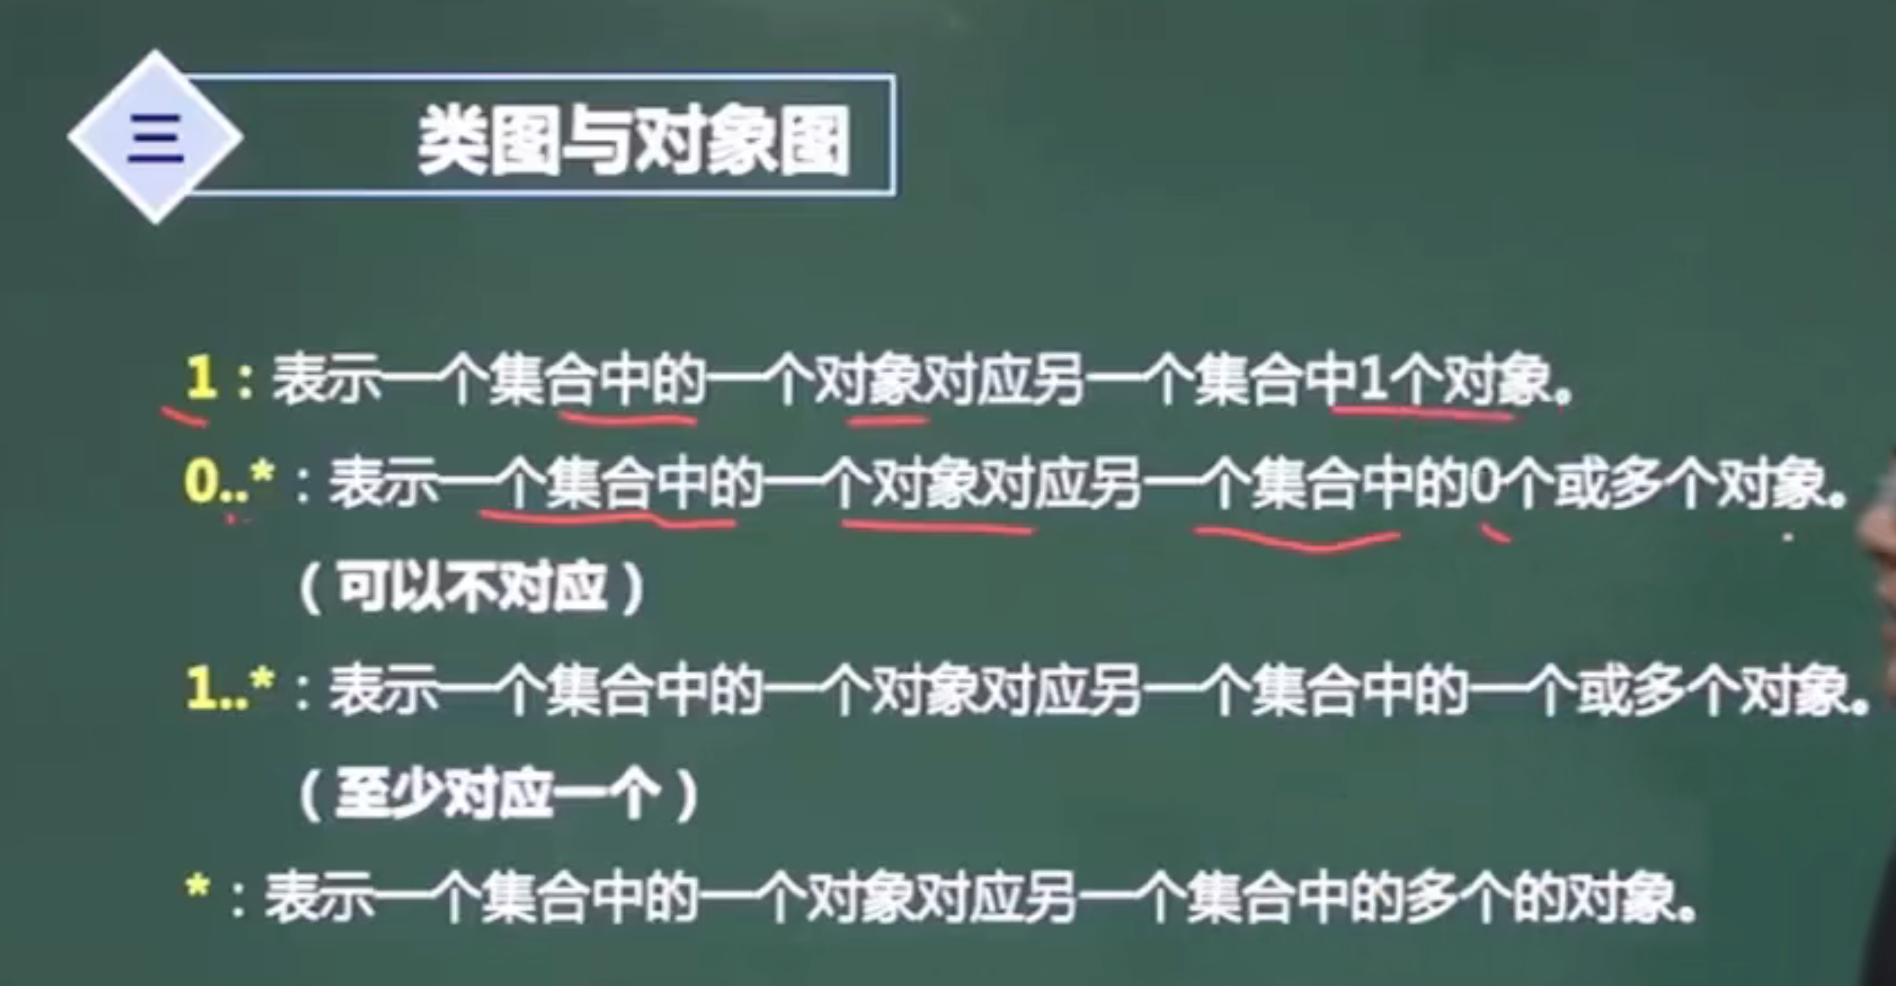 三
类图与对象图
1：表示一个集合中的一个对象对应另一个集合中1个对象。
0..*：表示一个集合中的一个对象对应另一个集合中的0个或多个对象。
（可以不对应）
1..*：表示一个集合中的一个对象对应另一个集合中的一个或多个对象。
（至少对应一个）
*：表示一个集合中的一个对象对应另一个集合中的多个的对象。